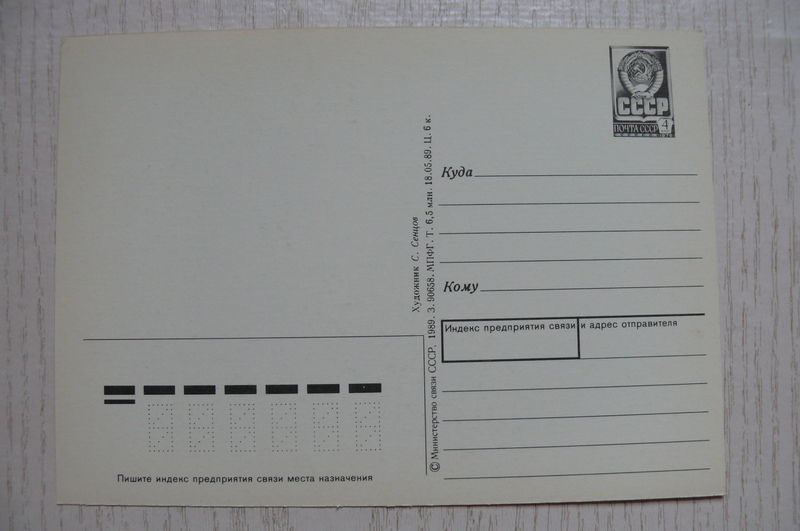 СССР
ПОЧТА СССР 4
Куда
Кому
Индекс предприятия связи и адрес отправителя
Художник С. Сенцов
© Министерство связи СССР, 1989. З. 90658. МПФГ. Т. 6,5 млн. 18.05.89. Ц. 6 к.
Пишите индекс предприятия связи места назначения